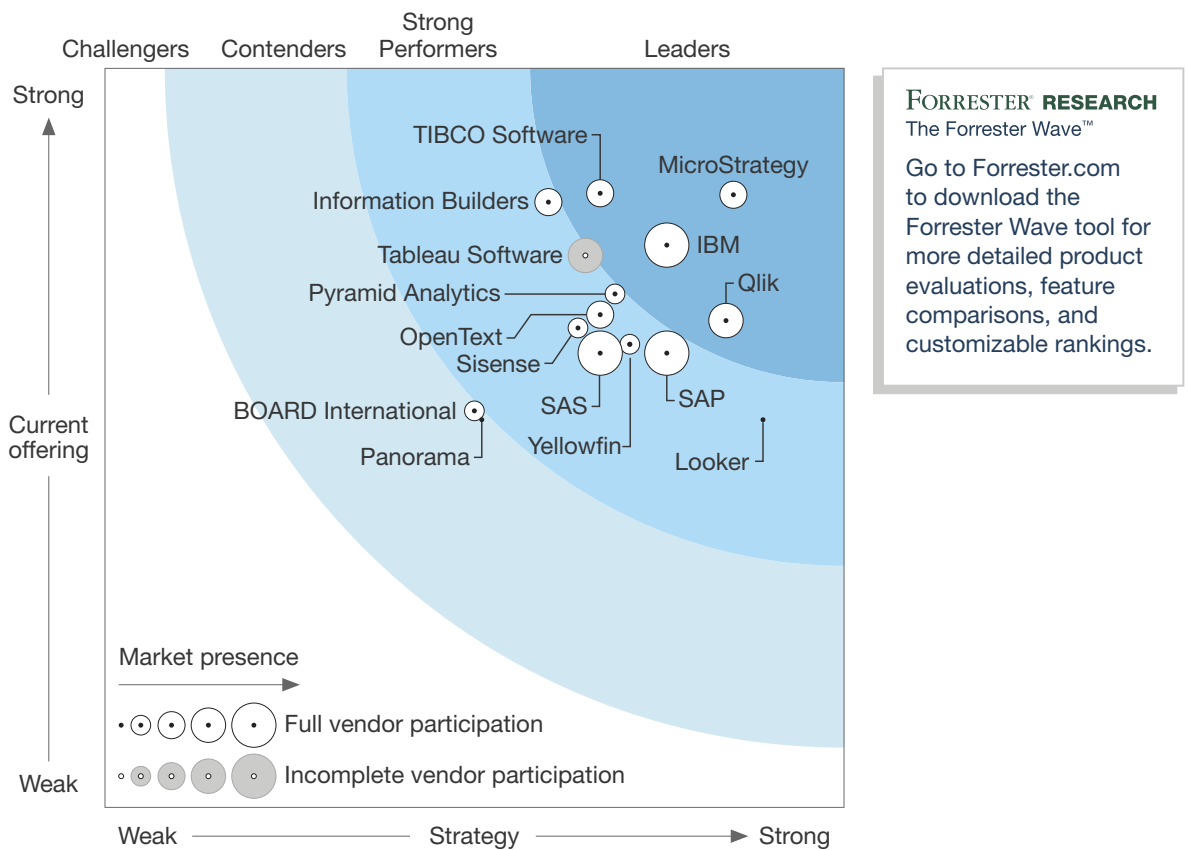 Challengers
Contenders
Strong
Performers
Leaders
Strong
Current
offering
Weak
TIBCO Software
MicroStrategy
Information Builders
IBM
Tableau Software
Qlik
Pyramid Analytics
OpenText
Sisense
SAS
SAP
BOARD International
Yellowfin
Panorama
Looker
Market presence
Full vendor participation
Incomplete vendor participation
Weak
Strategy
Strong
FORRESTER® RESEARCH
The Forrester Wave™
Go to Forrester.com
to download the
Forrester Wave tool for
more detailed product
evaluations, feature
comparisons, and
customizable rankings.